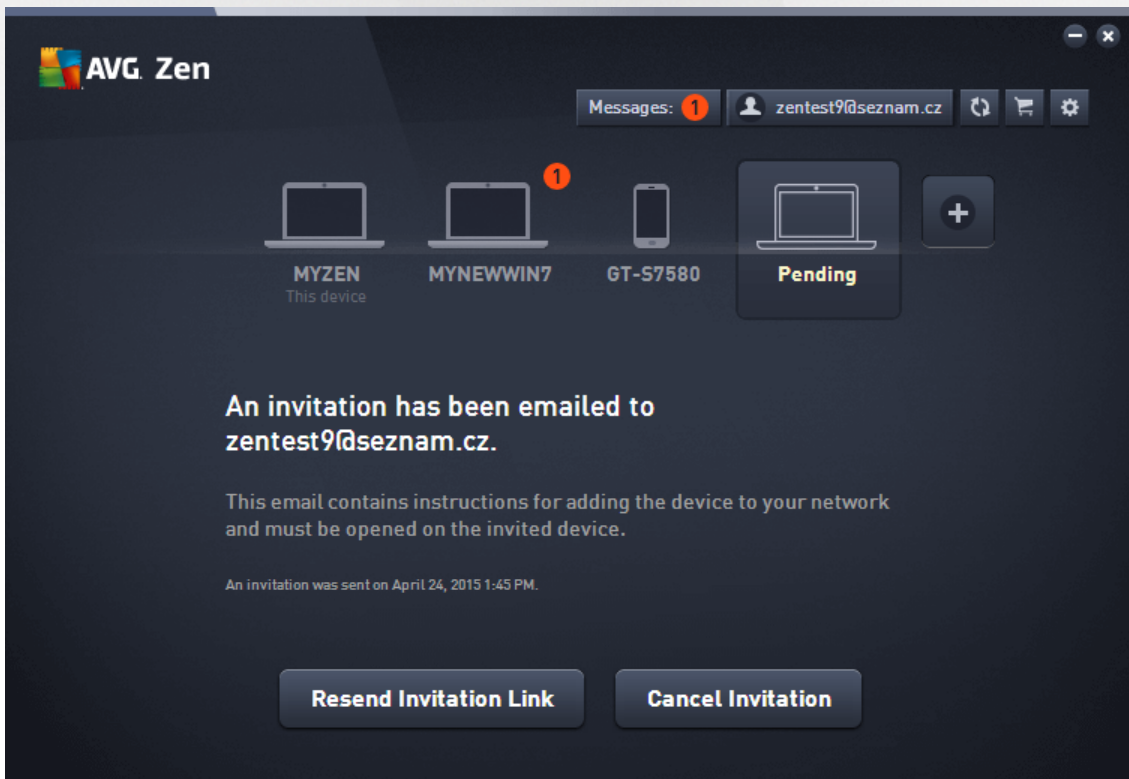 AVG. Zen
Messages: 1
zentest9@seznam.cz
1
MYZEN
This device
MYNEWWIN7
GT-S7580
Pending
An invitation has been emailed to
zentest9@seznam.cz.
This email contains instructions for adding the device to your network
and must be opened on the invited device.
An invitation was sent on April 24, 2015 1:45 PM.
Resend Invitation Link
Cancel Invitation